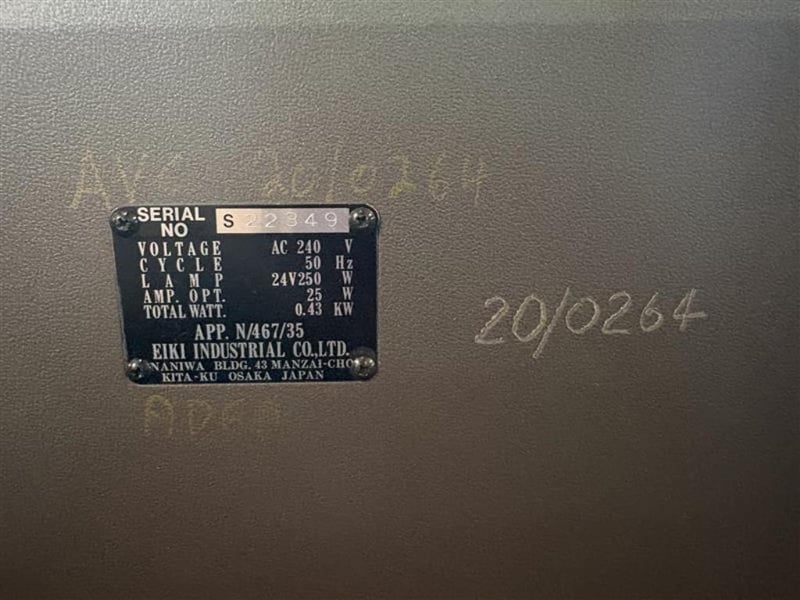 20/0264
SERIAL NO S 22349
VOLTAGE AC 240 V
CYCLE 50 Hz
LAMP 24V250 W
AMP. OPT. 25 W
TOTAL WATT. 0.43 KW
APP. N/467/35
EIKI INDUSTRIAL CO.,LTD.
NANIWA BLDG. 43 MANZAI-CHO
KITA-KU OSAKA JAPAN
20/0264